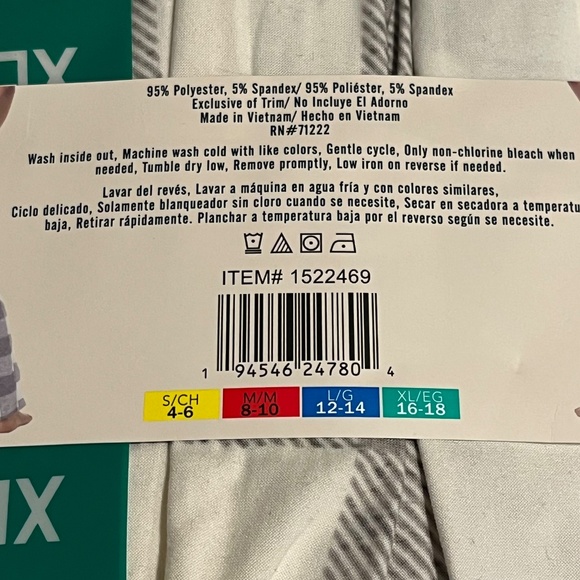 XL
95% Polyester, 5% Spandex/ 95% Poliéster, 5% Spandex
Exclusive of Trim/ No Incluye El Adorno
Made in Vietnam/ Hecho en Vietnam
RN#71222
Wash inside out, Machine wash cold with like colors, Gentle cycle, Only non-chlorine bleach when
needed, Tumble dry low, Remove promptly, Low iron on reverse if needed.
Lavar del revés, Lavar a máquina en agua fría y con colores similares,
Ciclo delicado, Solamente blanqueador sin cloro cuando se necesite, Secar en secadora a temperatu
baja, Retirar rápidamente. Planchar a temperatura baja por el reverso según se necesite.
ITEM# 1522469
1 94546 24780 4
S/CH M/M L/G XL/EG
4-6 8-10 12-14 16-18
XL